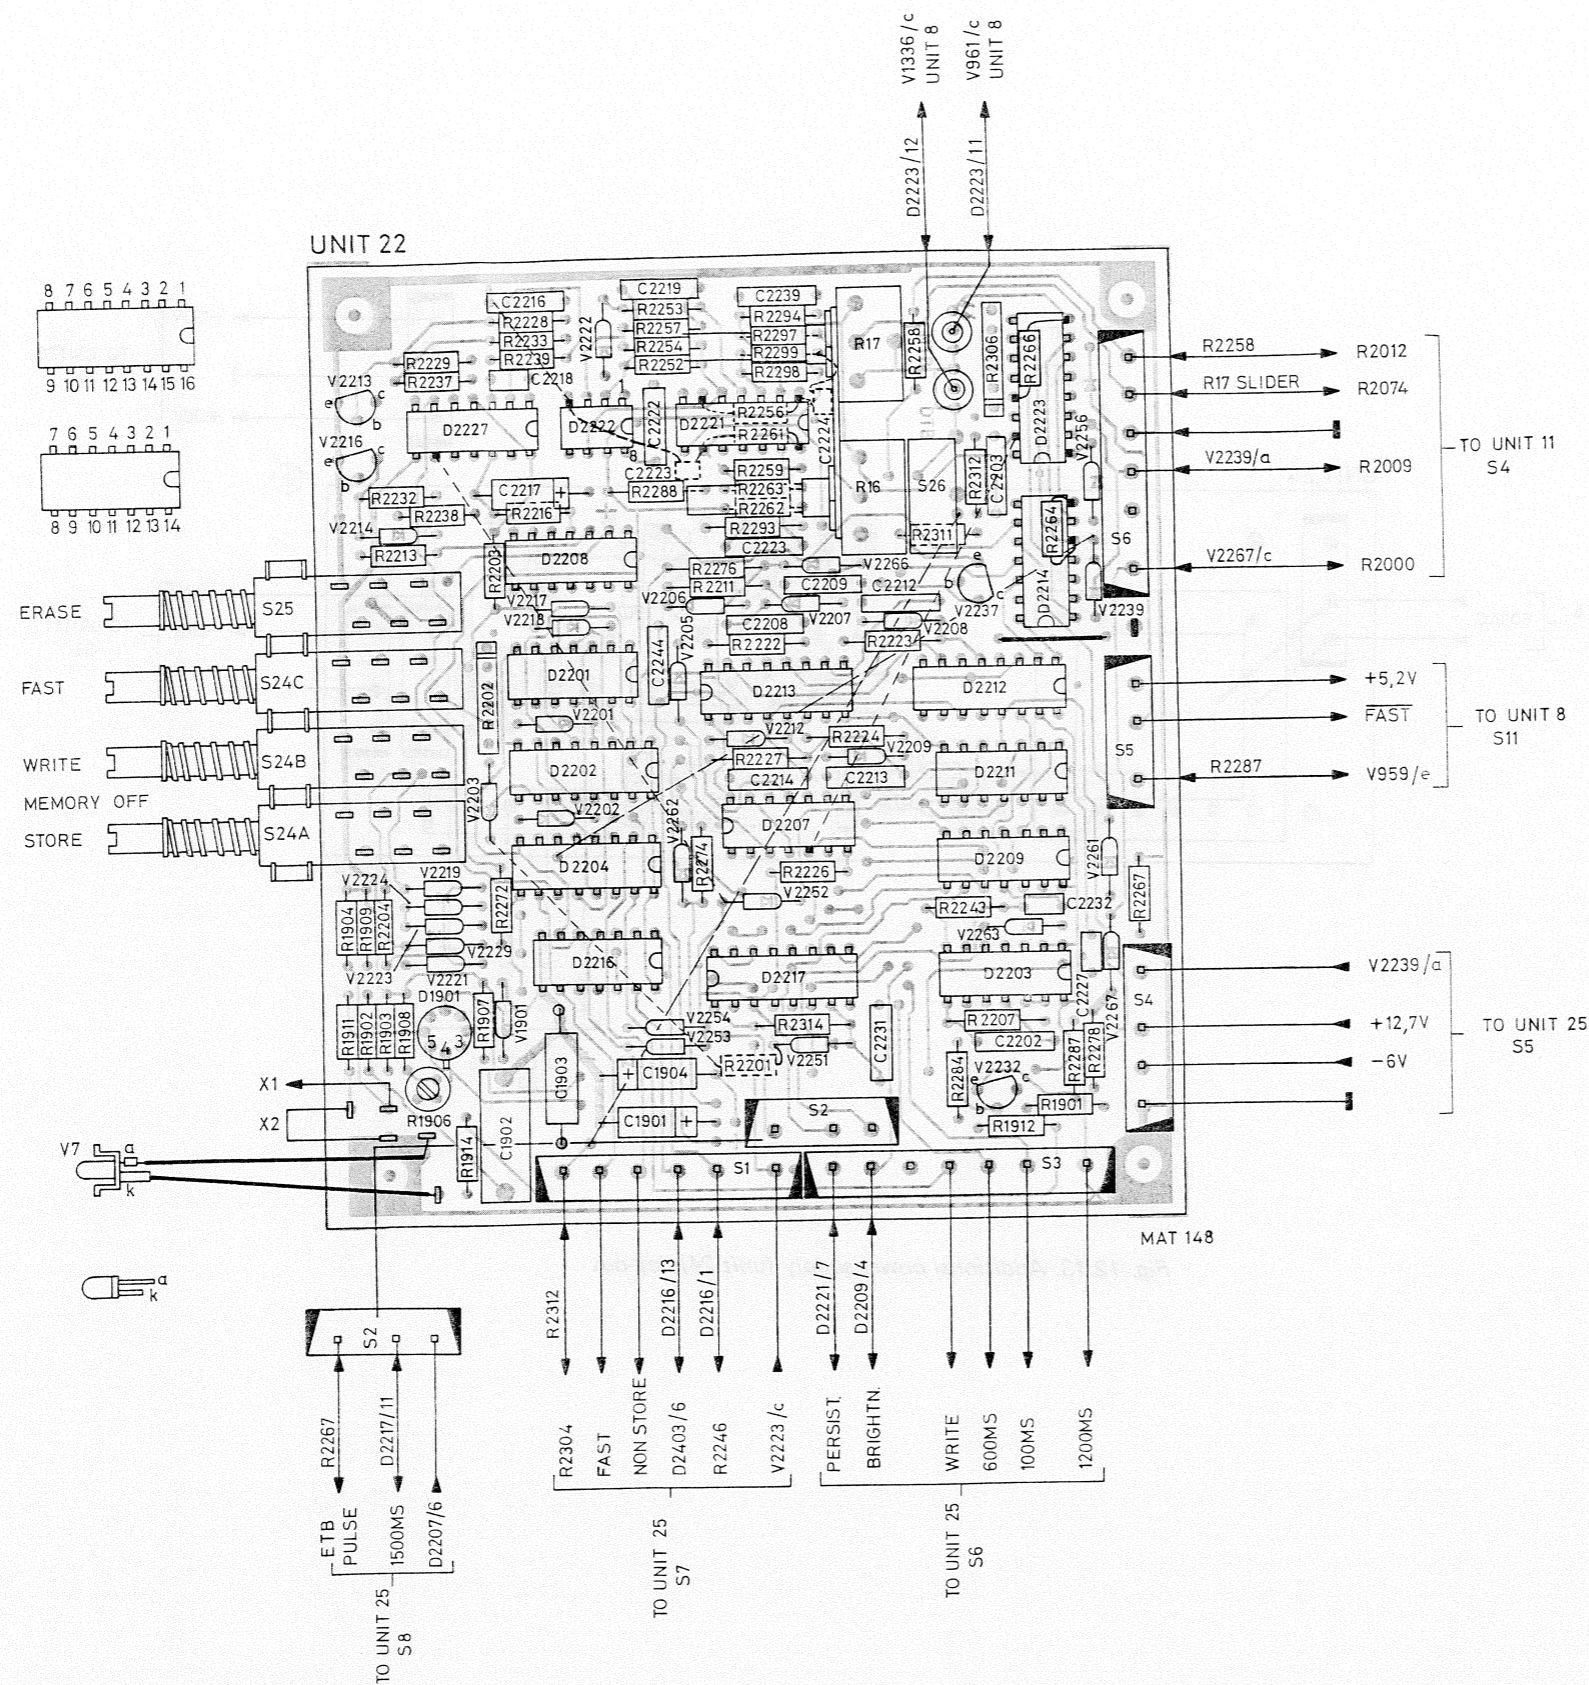 V1336/c
UNIT 8
V961/c
UNIT 8
D2223/12
D2223/11
UNIT 22
8 7 6 5 4 3 2 1
9 10 11 12 13 14 15 16
7 6 5 4 3 2 1
8 9 10 11 12 13 14
C2216
R2228
R2233
R2239
V2222
C2219
R2253
R2257
R2254
R2252
C2239
R2294
R2297
R2299
R2298
R17
R2258
R2306
R2266
D2223
R2229
R2237
C2218
V2213
e
c
b
V2216
e
c
b
D2227
1
D2222
8
C2222
D2221
R2256
R2261
C2224
V2256
C2223
R2259
R2263
R2262
R2288
R2293
C2223
R16
S26
R2312
C2203
R2311
R2264
D2214
S6
R2232
R2238
C2217
+
R2216
V2214
R2213
R2203
D2208
R2276
R2211
V2266
C2209
C2212
e
b
c
V2237
V2239
V2206
V2207
V2208
V2217
V2218
V2205
C2208
R2222
R2223
ERASE
S25
FAST
S24C
WRITE
S24B
MEMORY OFF
STORE
S24A
R2202
D2201
C2244
D2213
D2212
V2201
V2212
R2224
V2209
R2227
C2214
C2213
D2202
D2211
S5
V2203
V2202
V2262
D2207
D2204
R2274
R2226
V2252
D2209
V2261
R2267
V2224
V2219
R2272
R1904
R1909
R2204
V2229
V2223
V2221
R2243
C2232
V2263
D2216
D2217
D2203
C2227
V2267
S4
D1901
5 4 3
R1911
R1902
R1903
R1908
R1907
V1901
C1903
V2254
V2253
R2314
V2251
C2231
R2207
C2202
R2287
R2278
R2201
C1904
+
R2284
V2232
e
c
b
R1901
R1912
X1
X2
R1906
R1914
C1902
C1901
+
S2
S1
S3
V7
a
k
a
k
MAT 148
R2258
R2012
R17 SLIDER
R2074
V2239/a
R2009
V2267/c
R2000
TO UNIT 11
S4
+5,2V
FAST
R2287
V959/e
TO UNIT 8
S11
V2239/a
+12,7V
-6V
TO UNIT 25
S5
S2
R2267
D2217/11
ETB
PULSE
1500MS
D2207/6
TO UNIT 25
S8
R2312
D2216/13
D2216/1
R2304
FAST
NON STORE
D2403/6
R2246
V2223/c
TO UNIT 25
S7
D2221/7
D2209/4
PERSIST.
BRIGHTN.
WRITE
600MS
100MS
1200MS
TO UNIT 25
S6